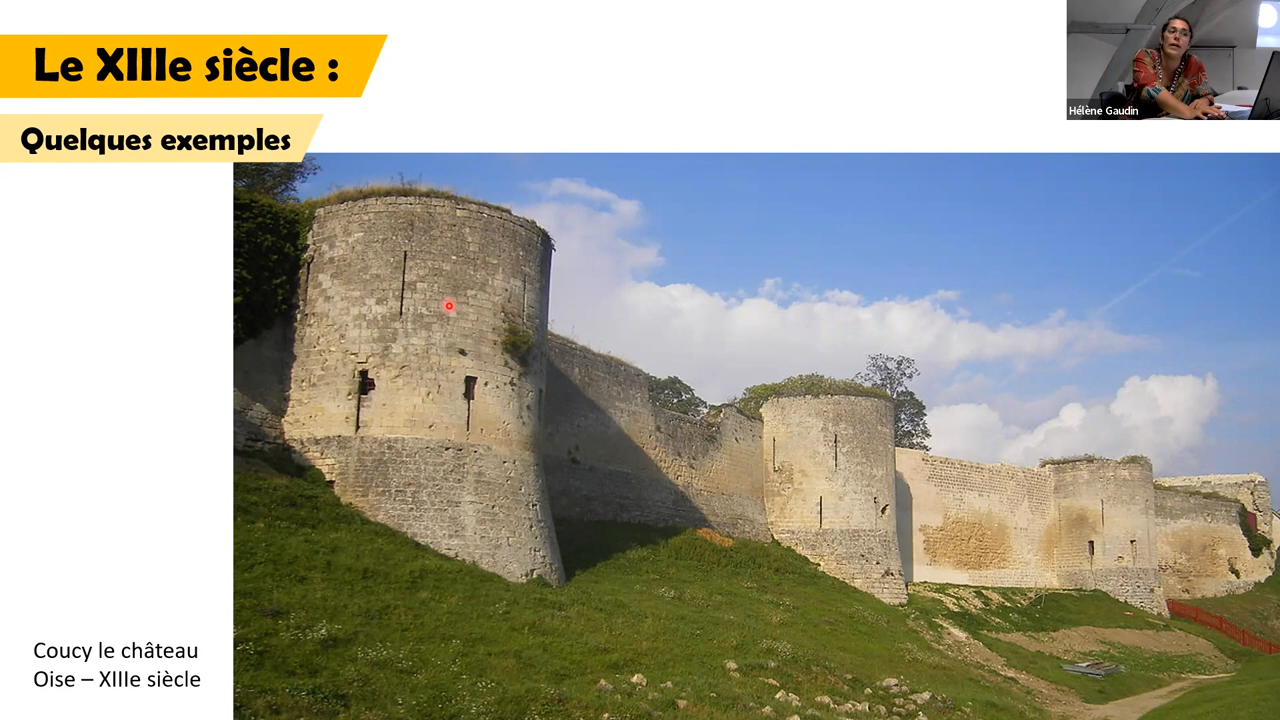 Le XIIIe siècle :
Hélène Gaudin
Quelques exemples
Coucy le château
Oise – XIIIe siècle